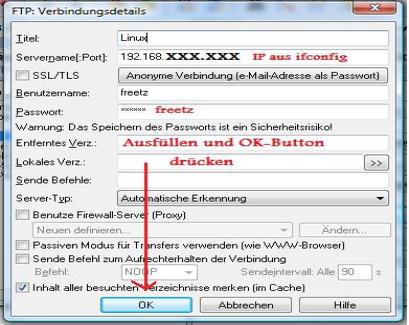 FTP: Verbindungsdetails
Titel: Linux
Servername[:Port]: 192.168.XXX.XXX IP aus ifconfig
SSL/TLS Anonyme Verbindung (e-Mail-Adresse als Passwort)
Benutzername: freetz
Passwort: ****** freetz
Warnung: Das Speichern des Passworts ist ein Sicherheitsrisiko!
Entferntes Verz.: Ausfüllen und OK-Button
Lokales Verz.: drücken >>
Sende Befehle:
Server-Typ: Automatische Erkennung
Benutze Firewall-Server (Proxy)
Neuen definieren... Ändern...
Passiven Modus für Transfers verwenden (wie WWW-Browser)
Sende Befehl zum Aufrechterhalten der Verbindung
Befehl: NOOP Sendeintervall: Alle 90 s
Inhalt aller besuchten Verzeichnisse merken (im Cache)
OK Abbrechen Hilfe